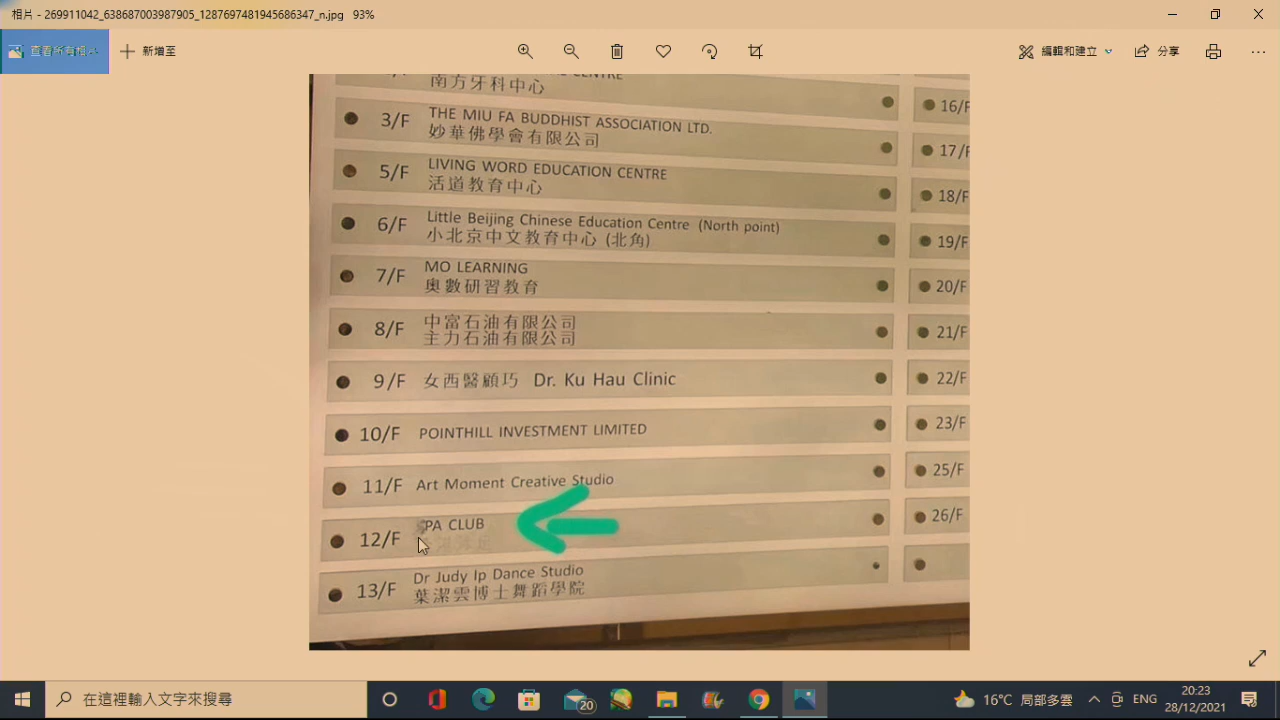 相片 - 269911042_638687003987905_1287697481945686347_n.jpg 93%
查看所有相片
新增至
編輯和建立
分享
CENTRE
南方牙科中心
16/F
3/F THE MIU FA BUDDHIST ASSOCIATION LTD.
妙華佛學會有限公司
17/F
5/F LIVING WORD EDUCATION CENTRE
活道教育中心
18/F
6/F Little Beijing Chinese Education Centre (North point)
小北京中文教育中心 (北角)
19/F
7/F MO LEARNING
奧數研習教育
20/F
8/F 中富石油有限公司
主力石油有限公司
21/F
9/F 女西醫顧巧 Dr. Ku Hau Clinic
22/F
10/F POINTHILL INVESTMENT LIMITED
23/F
11/F Art Moment Creative Studio
25/F
12/F PA CLUB
26/F
13/F Dr Judy Ip Dance Studio
葉潔雲博士舞蹈學院
在這裡輸入文字來搜尋
20
16°C 局部多雲
ENG
20:23
28/12/2021